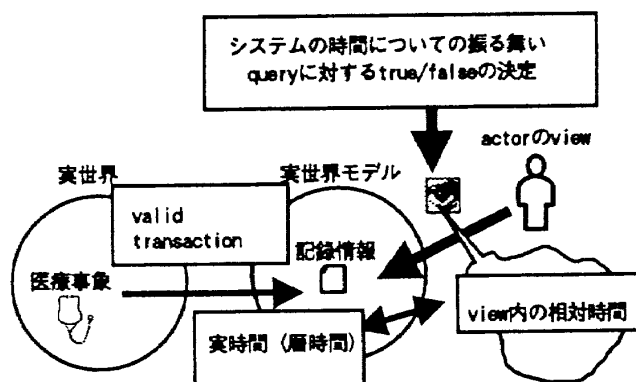 システムの時間についての振る舞い
queryに対するtrue/falseの決定
actorのview
実世界
実世界モデル
valid
transaction
記録情報
医療事象
view内の相対時間
実時間（暦時間）